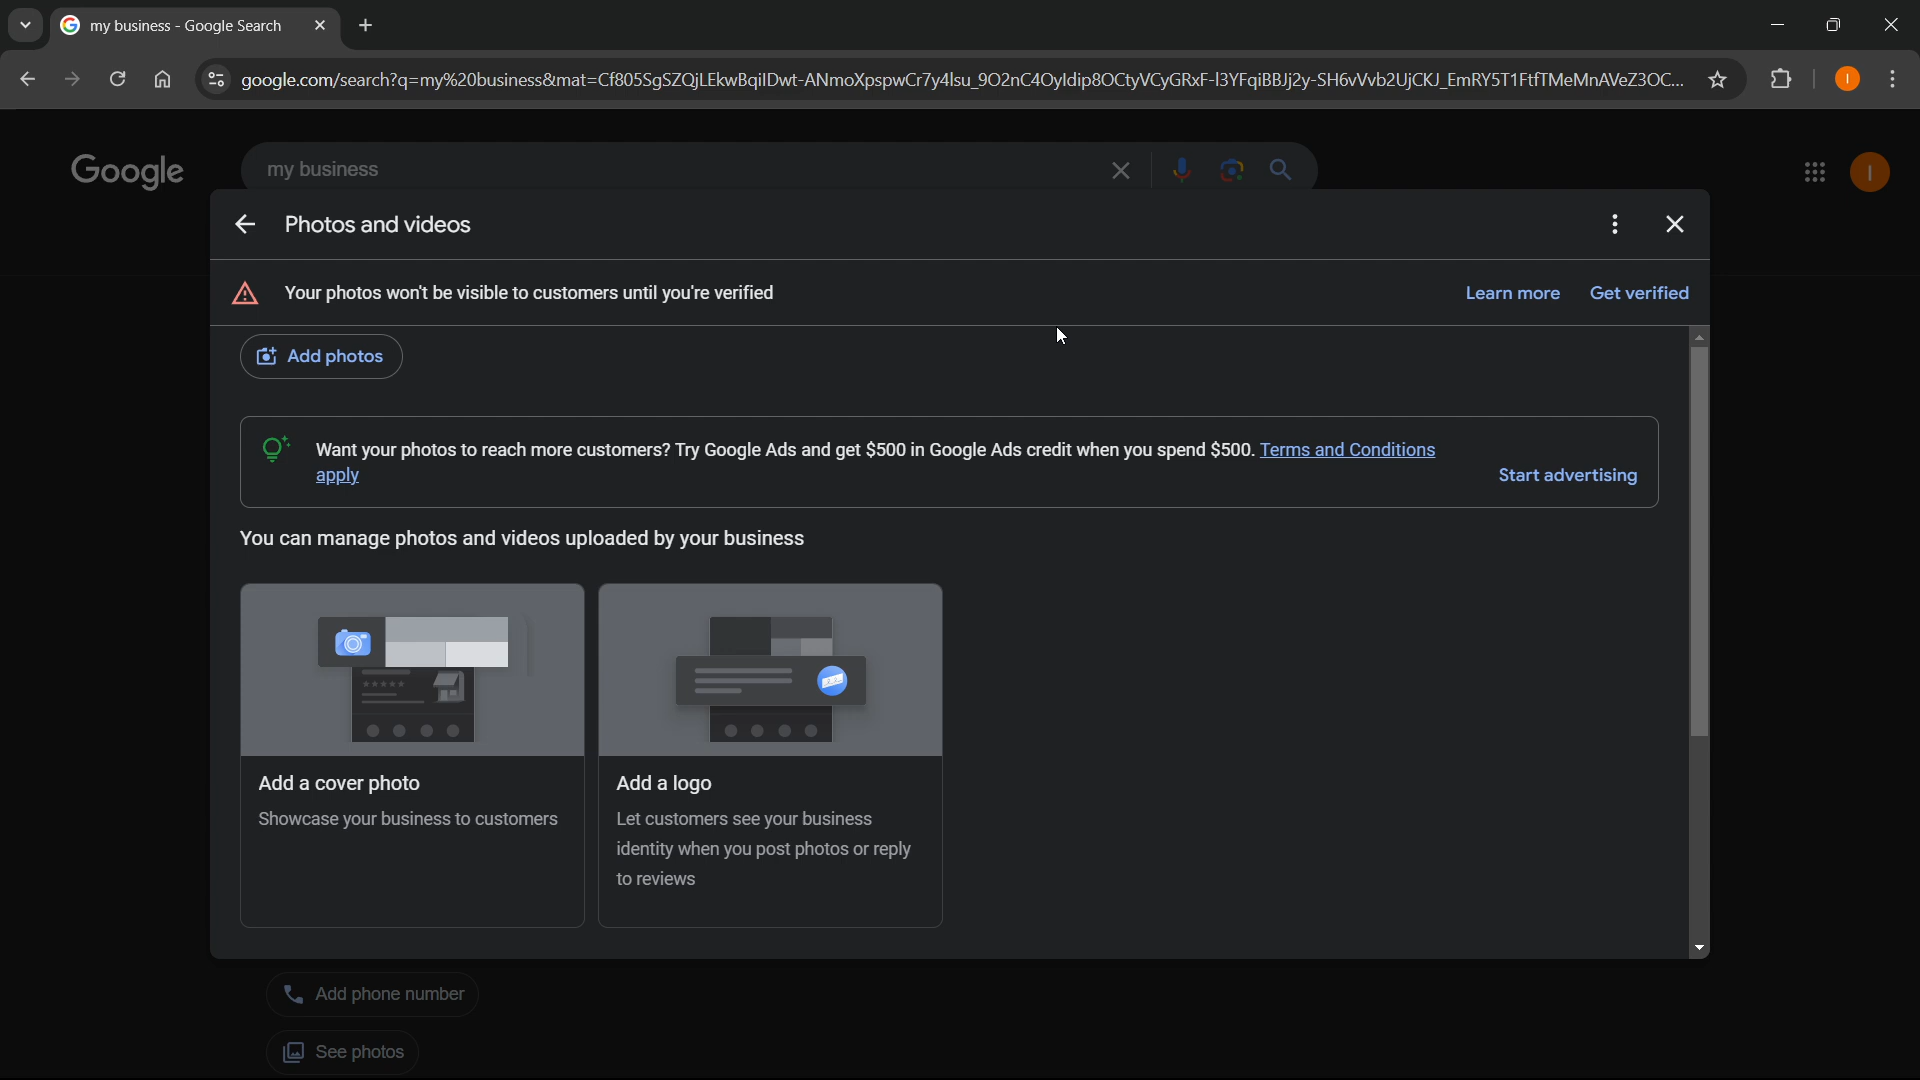 my business - Google Search
google.com/search?q=my%20business&mat=Cf805SgSZQjLEkwBqilDwt-ANmoXpspwCr7y4lsu_9O2nC4Oyldip8OCtyVCyGRxF-l3YFqiBBJj2y-SH6vVvb2UjCKJ_EmRY5T1FtfTMeMnAVeZ3OC...
I
Google
my business
I
Photos and videos
Your photos won't be visible to customers until you're verified
Learn more
Get verified
Add photos
Want your photos to reach more customers? Try Google Ads and get $500 in Google Ads credit when you spend $500. Terms and Conditions
apply
Start advertising
You can manage photos and videos uploaded by your business
Add a cover photo
Showcase your business to customers
Add a logo
Let customers see your business
identity when you post photos or reply
to reviews
Add phone number
See photos